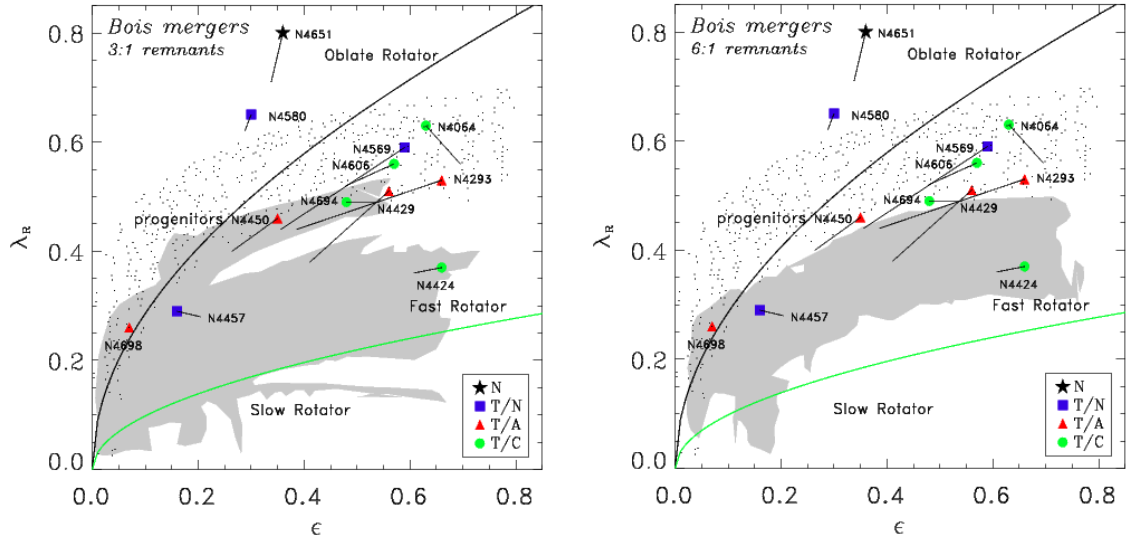 Bois mergers
3:1 remnants
N4651
Oblate Rotator
N4580
N4064
N4569
N4606
N4293
N4694
progenitors
N4450
N4429
N4424
Fast Rotator
N4457
N4698
Slow Rotator
N
T/N
T/A
T/C
0.8
0.6
0.4
0.2
0.0
λR
0.0 0.2 0.4 0.6 0.8
ϵ
Bois mergers
6:1 remnants
N4651
Oblate Rotator
N4580
N4064
N4569
N4606
N4293
N4694
progenitors
N4450
N4429
N4424
Fast Rotator
N4457
N4698
Slow Rotator
N
T/N
T/A
T/C
0.8
0.6
0.4
0.2
0.0
λR
0.0 0.2 0.4 0.6 0.8
ϵ